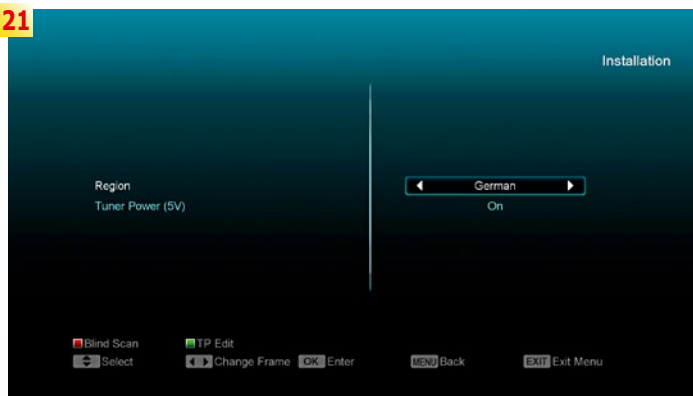 21
Installation
Region German
Tuner Power (5V) On
Blind Scan TP Edit
Select Change Frame OK Enter MENU Back EXIT Exit Menu